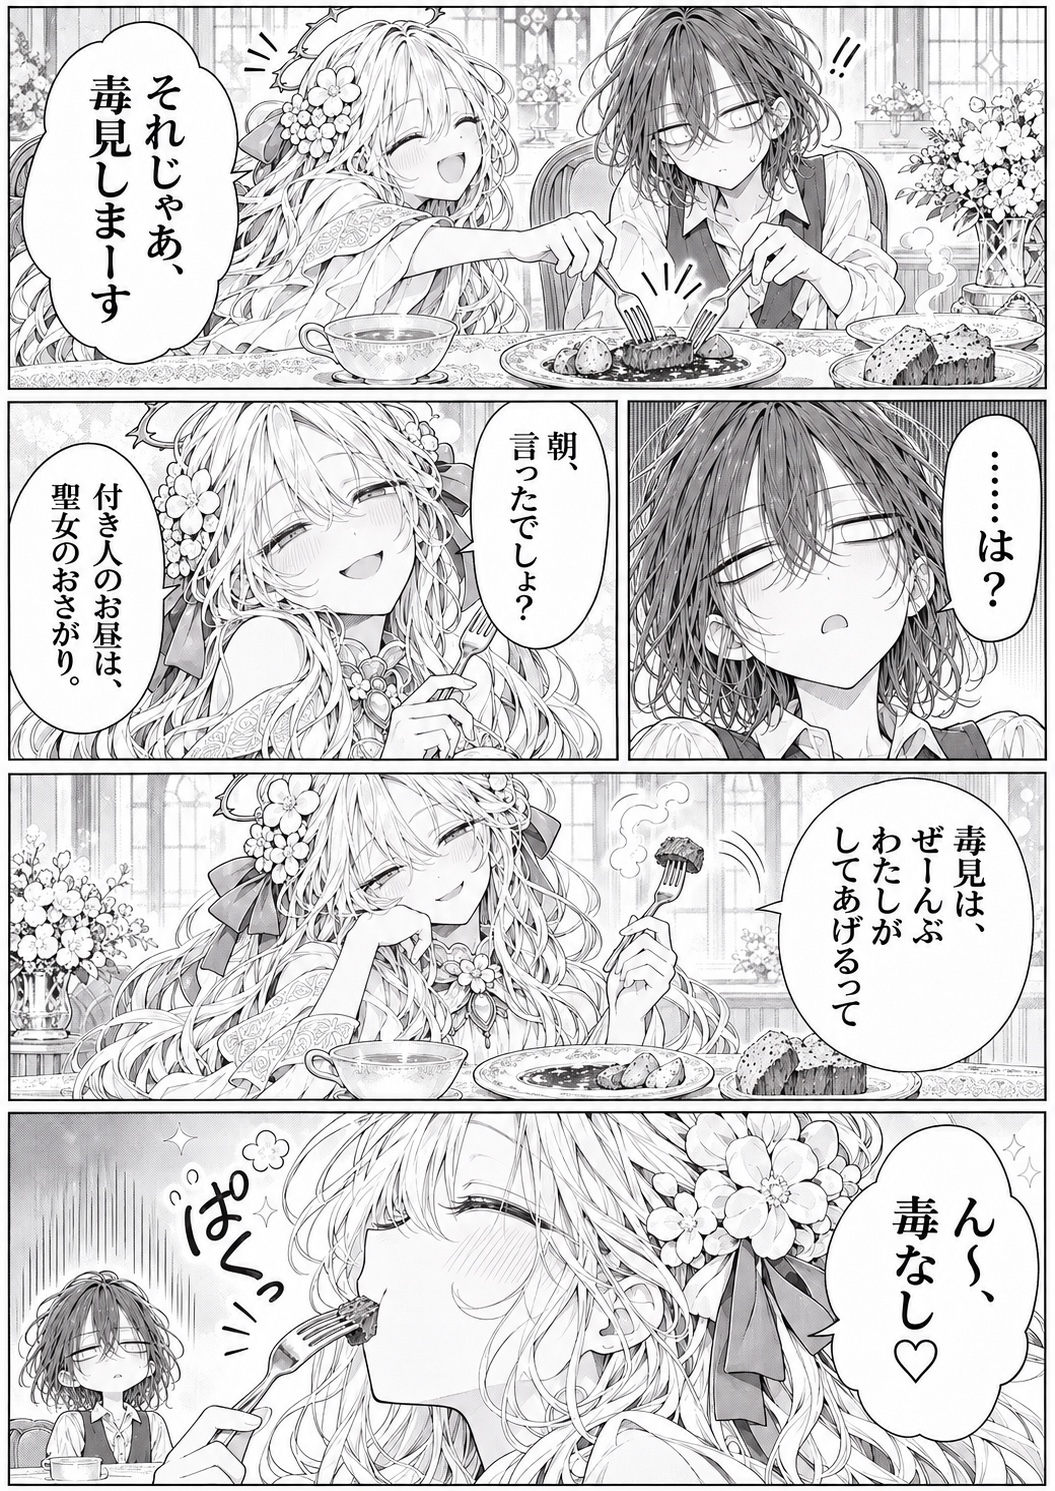 それじゃあ、
毒見しまーす
!!
……は？
朝、
言ったでしょ？
付き人のお昼は、
聖女のおさがり。
毒見は、
ぜーんぶ
わたしが
してあげるって
ん〜、
毒なし♡
ぱくっ